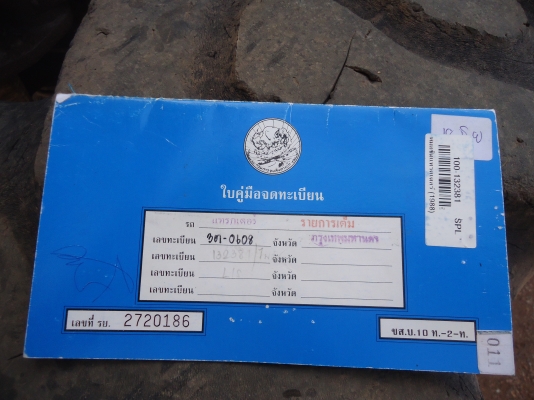 ใบคู่มือจดทะเบียน
รถ แทรกเตอร์ รายการเต็ม
เลขทะเบียน จังหวัด กรุงเทพมหานคร
เลขทะเบียน จังหวัด
เลขทะเบียน จังหวัด
เลขทะเบียน จังหวัด
เลขที่ รย. 2720186
ขส.บ.10 ท.-2-ท.
100-132381 SPL
011